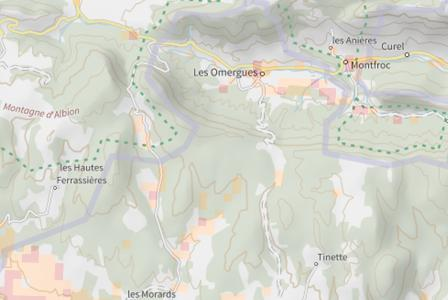 les Anières
Curel
Montfroc
Les Omergues
Montagne d'Albion
les Hautes
Ferrassières
Tinette
les Morards